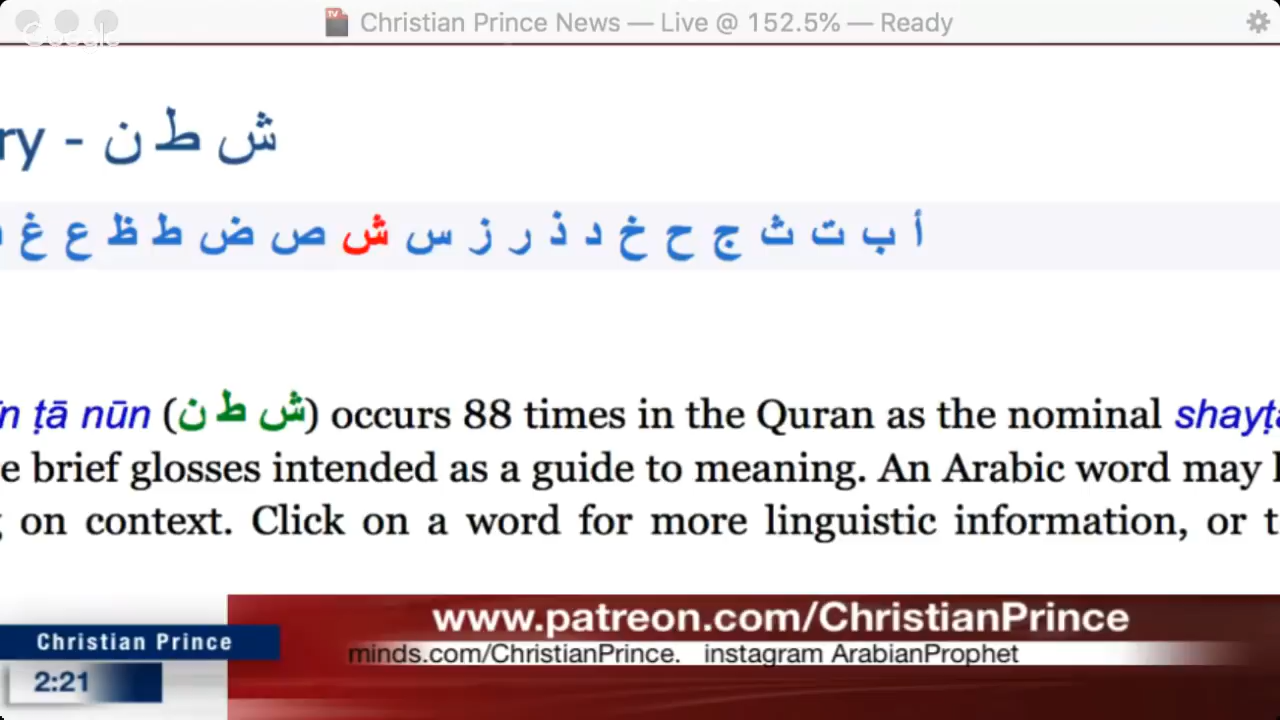 Christian Prince News — Live @ 152.5% — Ready
Google
ry - ش ط ن
أ ب ت ث ج ح خ د ذ ر ز س ش ص ض ط ظ ع غ
n ṭā nūn (ش ط ن) occurs 88 times in the Quran as the nominal shayṭ
e brief glosses intended as a guide to meaning. An Arabic word may
on context. Click on a word for more linguistic information, or t
www.patreon.com/ChristianPrince
Christian Prince
minds.com/ChristianPrince. instagram ArabianProphet
2:21